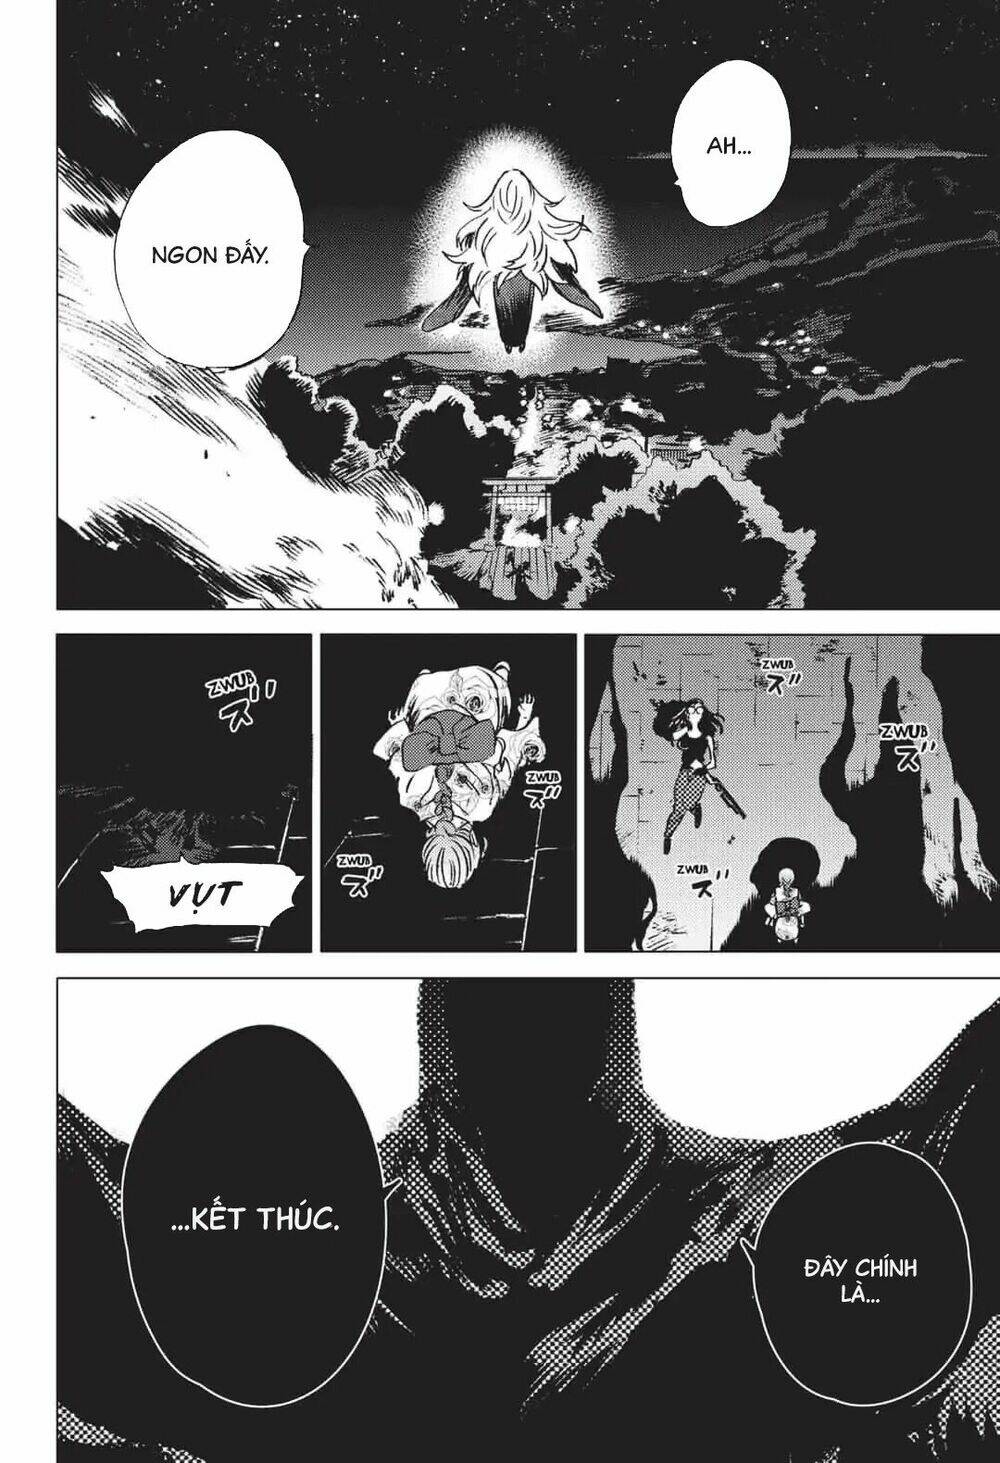 AH...
NGON ĐẤY.
ZWUB
ズ"
ZWUB
ズ"
ZWUB
ズ"
ZWUB
ズ"
ZWUB
ズ"
ZWUB
ズ"
VỤT
ĐÂY CHÍNH
LÀ...
...KẾT THÚC.